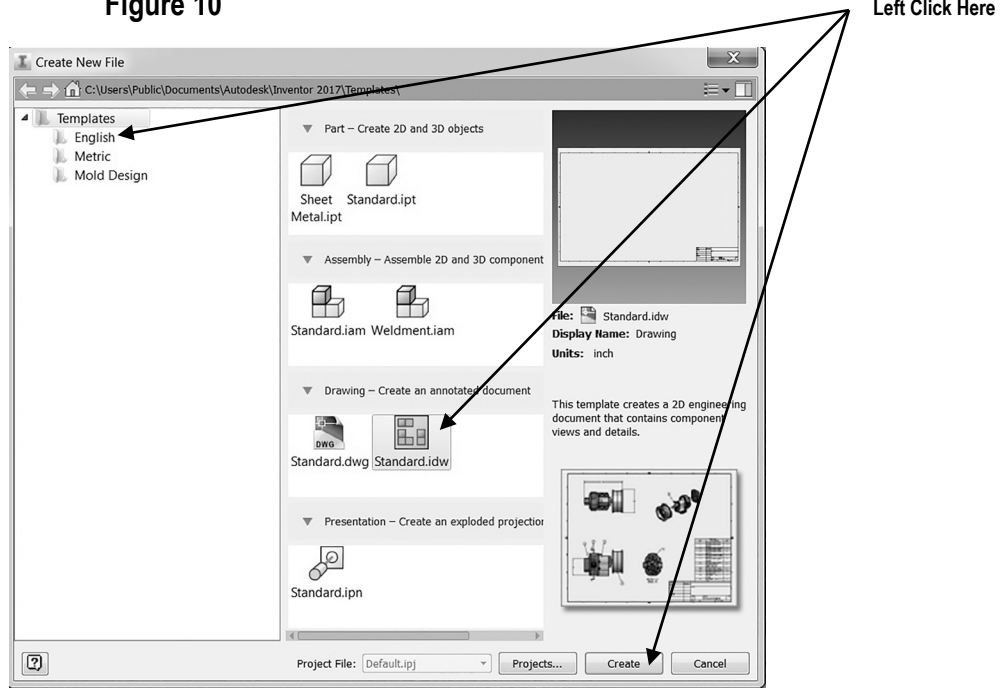 Figure 10
Left Click Here
Create New File
X
C:\Users\Public\Documents\Autodesk\Inventor 2017\Templates\
Templates
English
Metric
Mold Design
Part – Create 2D and 3D objects
Sheet
Metal.ipt
Standard.ipt
Assembly – Assemble 2D and 3D component
Standard.iam
Weldment.iam
Drawing – Create an annotated document
DWG
Standard.dwg
Standard.idw
Presentation – Create an exploded projection
Standard.ipn
File: Standard.idw
Display Name: Drawing
Units: inch
This template creates a 2D engineering
document that contains component
views and details.
?
Project File: Default.ipj
Projects...
Create
Cancel